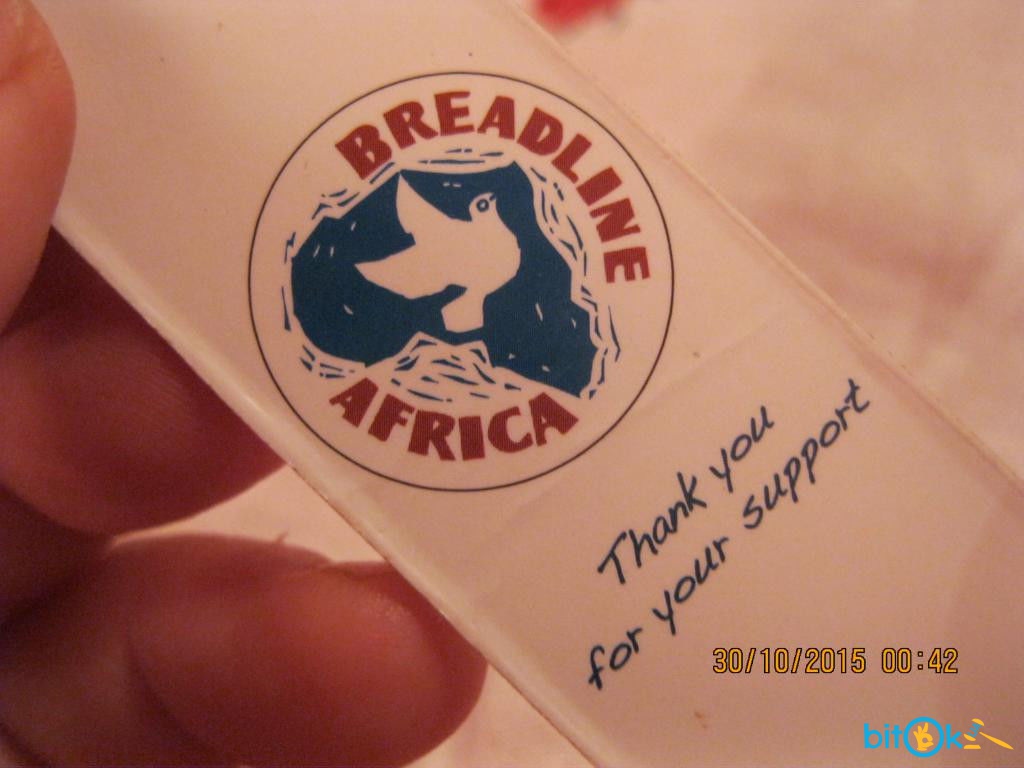 BREADLINE
AFRICA
Thank you
for your support
30/10/2015 00:42
bitOk